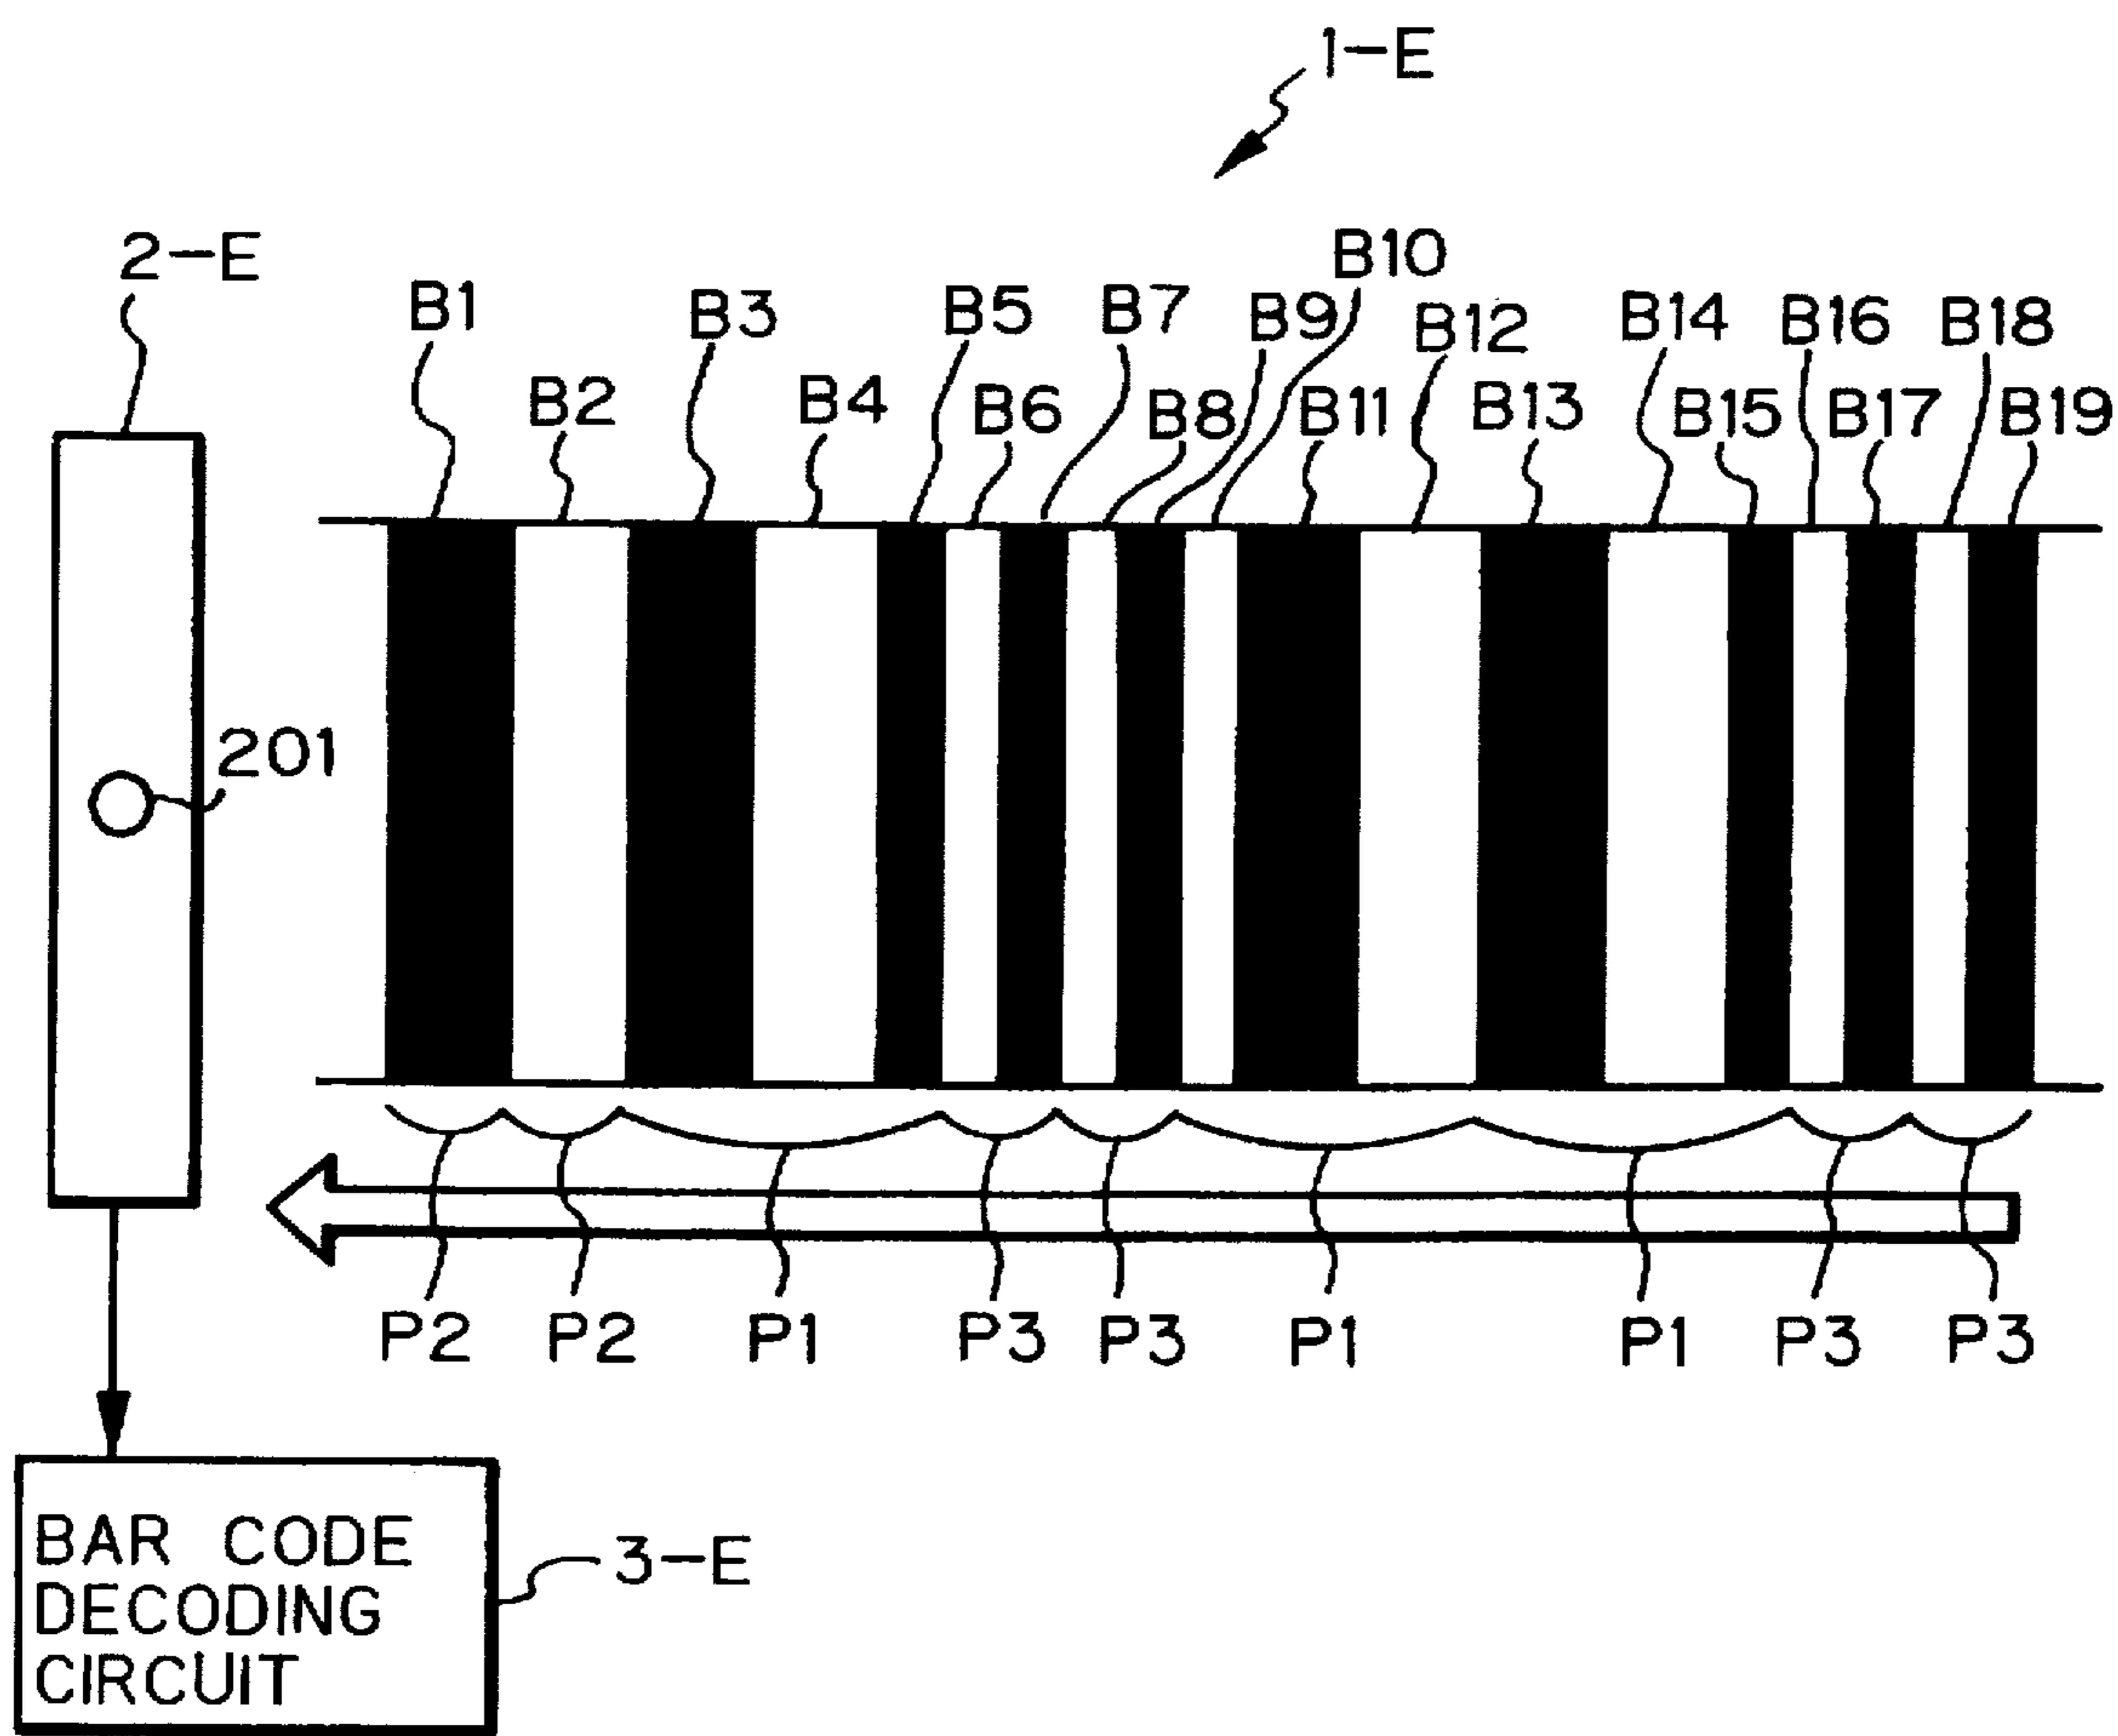 1-E
2-E
B1
B3
B5
B7
B9
B10
B12
B14
B16
B18
B2
B4
B6
B8
B11
B13
B15
B17
B19
201
P2
P2
P1
P3
P3
P1
P1
P3
P3
BAR CODE
DECODING
CIRCUIT
3-E